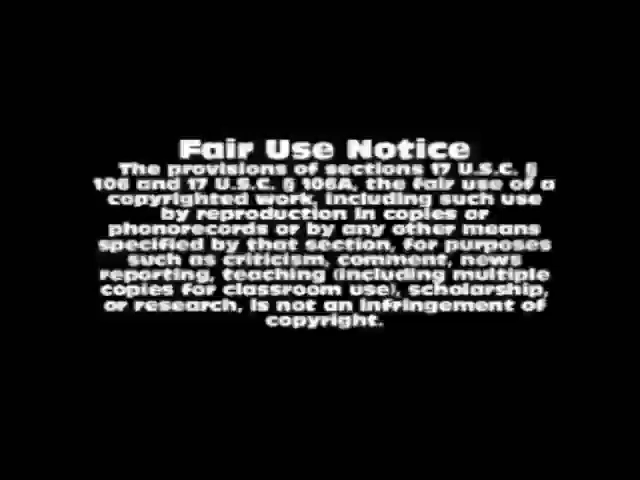 Fair Use Notice
The provisions of sections 17 U.S.C. §
106 and 17 U.S.C. § 106A, the fair use of a
copyrighted work, including such use
by reproduction in copies or
phonorecords or by any other means
specified by that section, for purposes
such as criticism, comment, news
reporting, teaching (including multiple
copies for classroom use), scholarship,
or research, is not an infringement of
copyright.